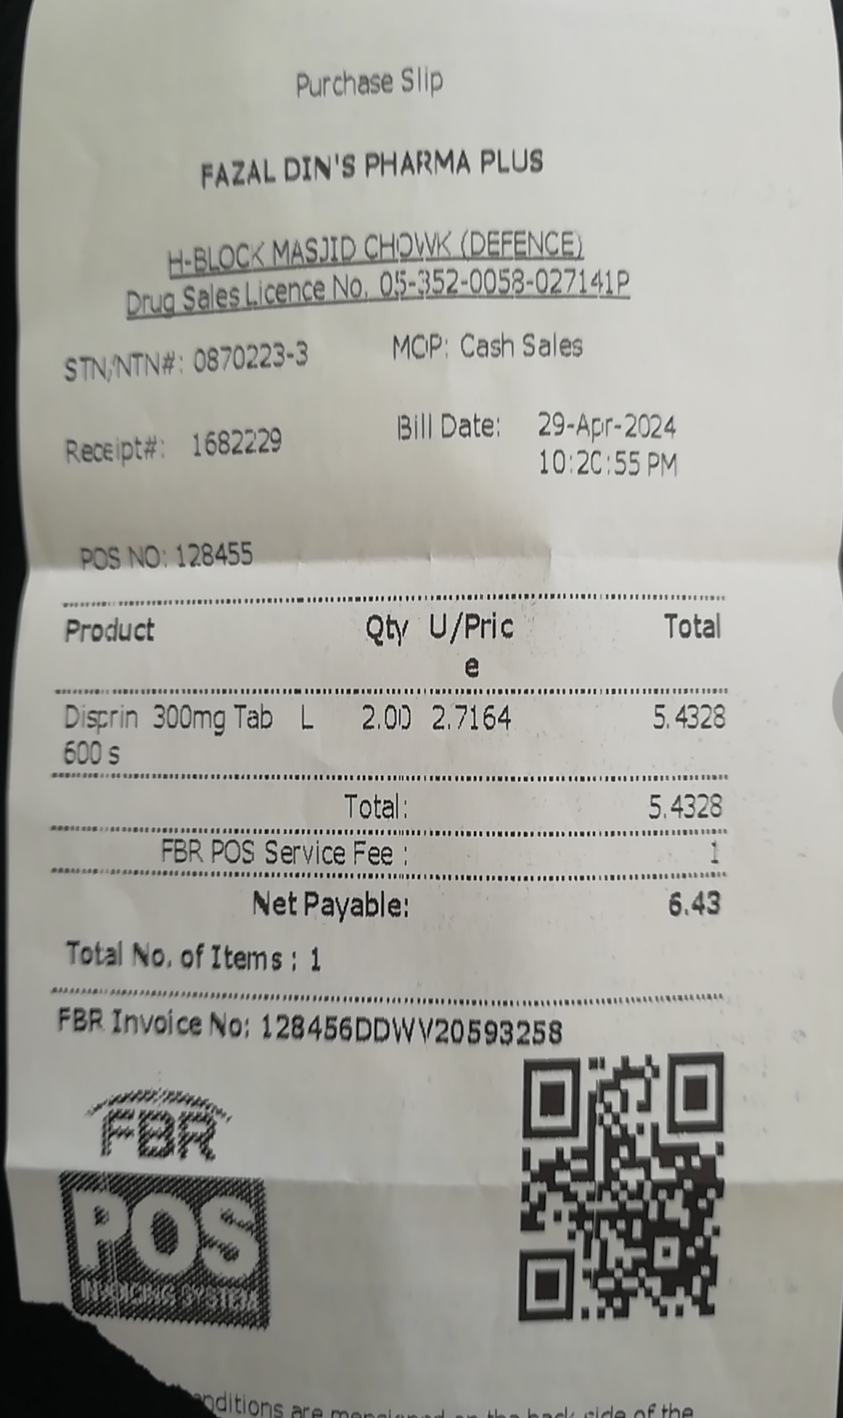 Purchase Slip
FAZAL DIN'S PHARMA PLUS
H-BLOCK MASJID CHOWK (DEFENCE)
Drug Sales Licence No. 05-352-0058-027141P
STN/NTN#: 0870223-3 MOP: Cash Sales
Receipt#: 1682229 Bill Date: 29-Apr-2024
10:20:55 PM
POS NO: 128455
Product Qty U/Pric Total
e
Disprin 300mg Tab L 2.00 2.7164 5.4328
600 s
Total: 5.4328
FBR POS Service Fee : 1
Net Payable: 6.43
Total No. of Items : 1
FBR Invoice No: 128456DDWV20593258
FBR
POS
INVOICING SYSTEM
onditions are mensioned on the back side of the